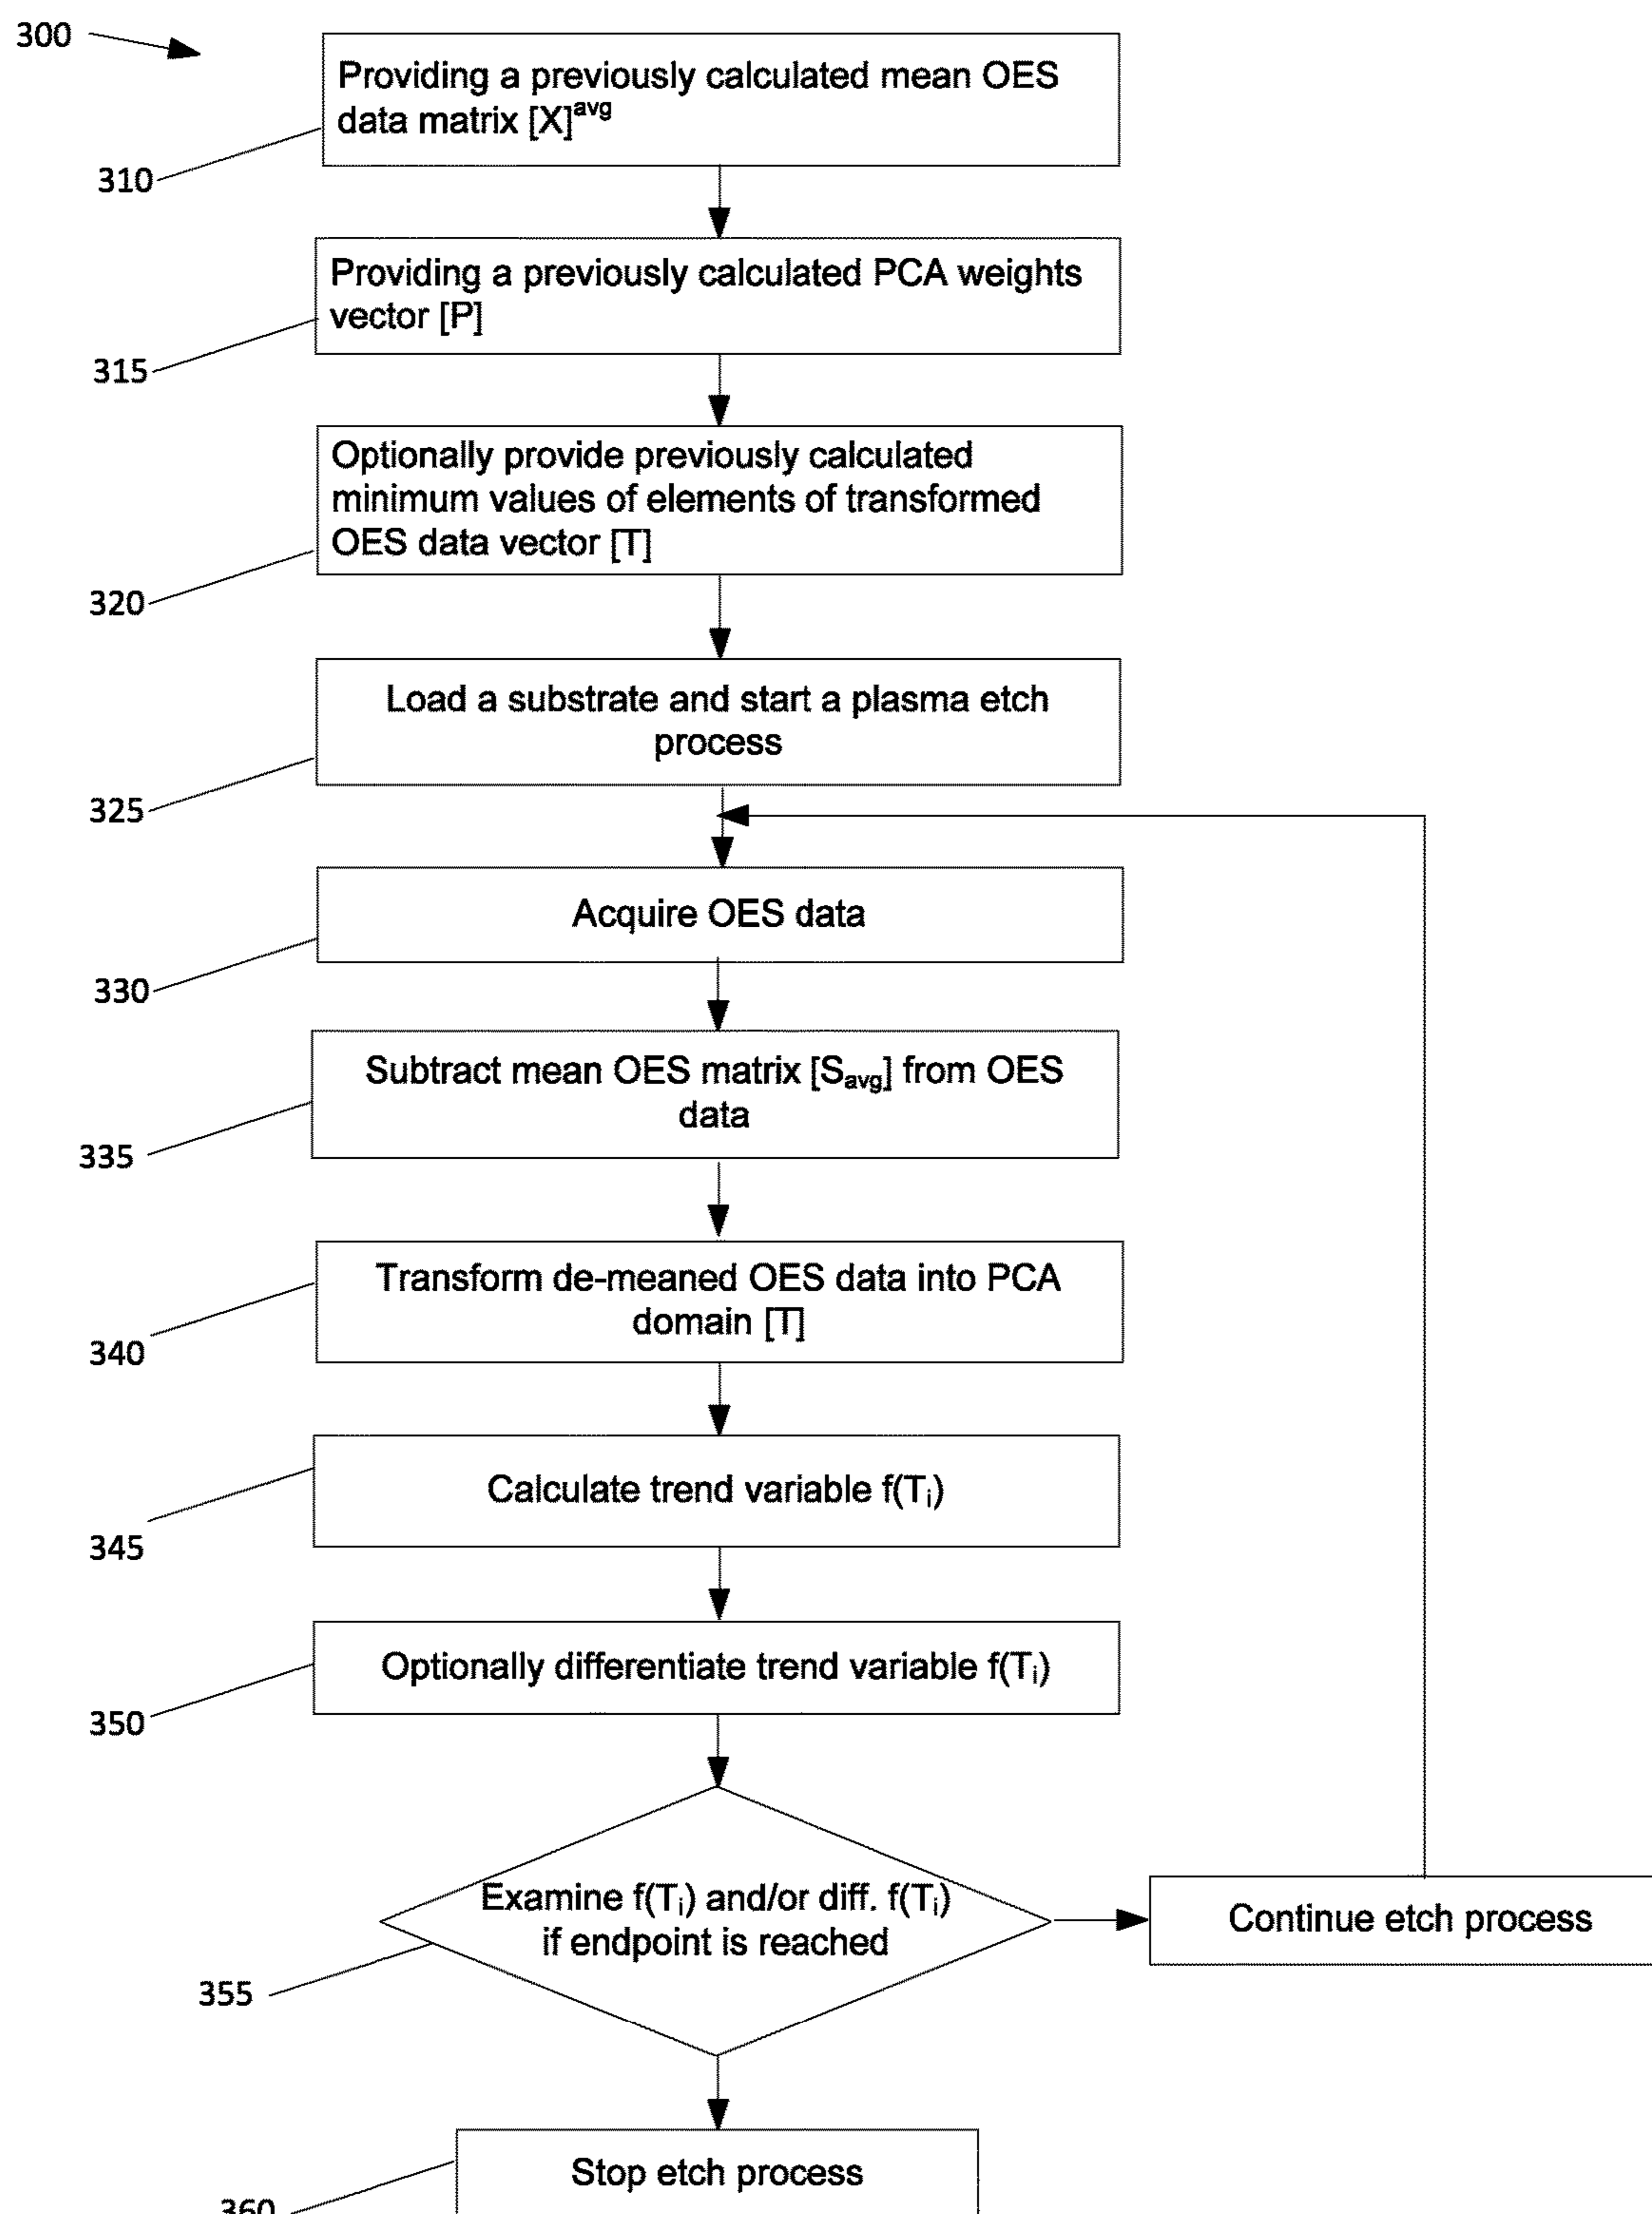 300
Providing a previously calculated mean OES
data matrix [X]avg
310
Providing a previously calculated PCA weights
vector [P]
315
Optionally provide previously calculated
minimum values of elements of transformed
OES data vector [T]
320
Load a substrate and start a plasma etch
process
325
Acquire OES data
330
Subtract mean OES matrix [Savg] from OES
data
335
Transform de-meaned OES data into PCA
domain [T]
340
Calculate trend variable f(Ti)
345
Optionally differentiate trend variable f(Ti)
350
Examine f(Ti) and/or diff. f(Ti)
if endpoint is reached
355
Continue etch process
Stop etch process
360